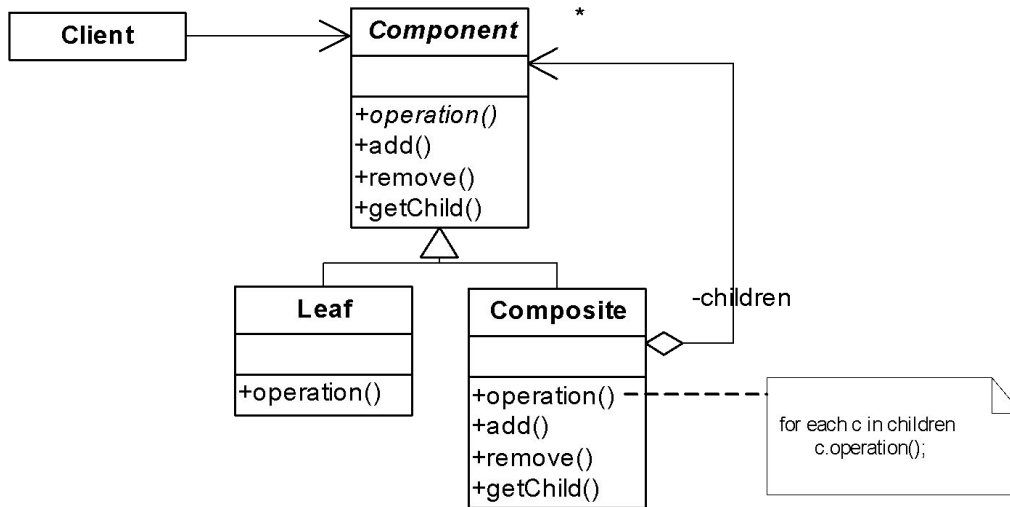 Client
Component
*
+operation()
+add()
+remove()
+getChild()
Leaf
+operation()
Composite
-children
+operation()
+add()
+remove()
+getChild()
for each c in children
c.operation();